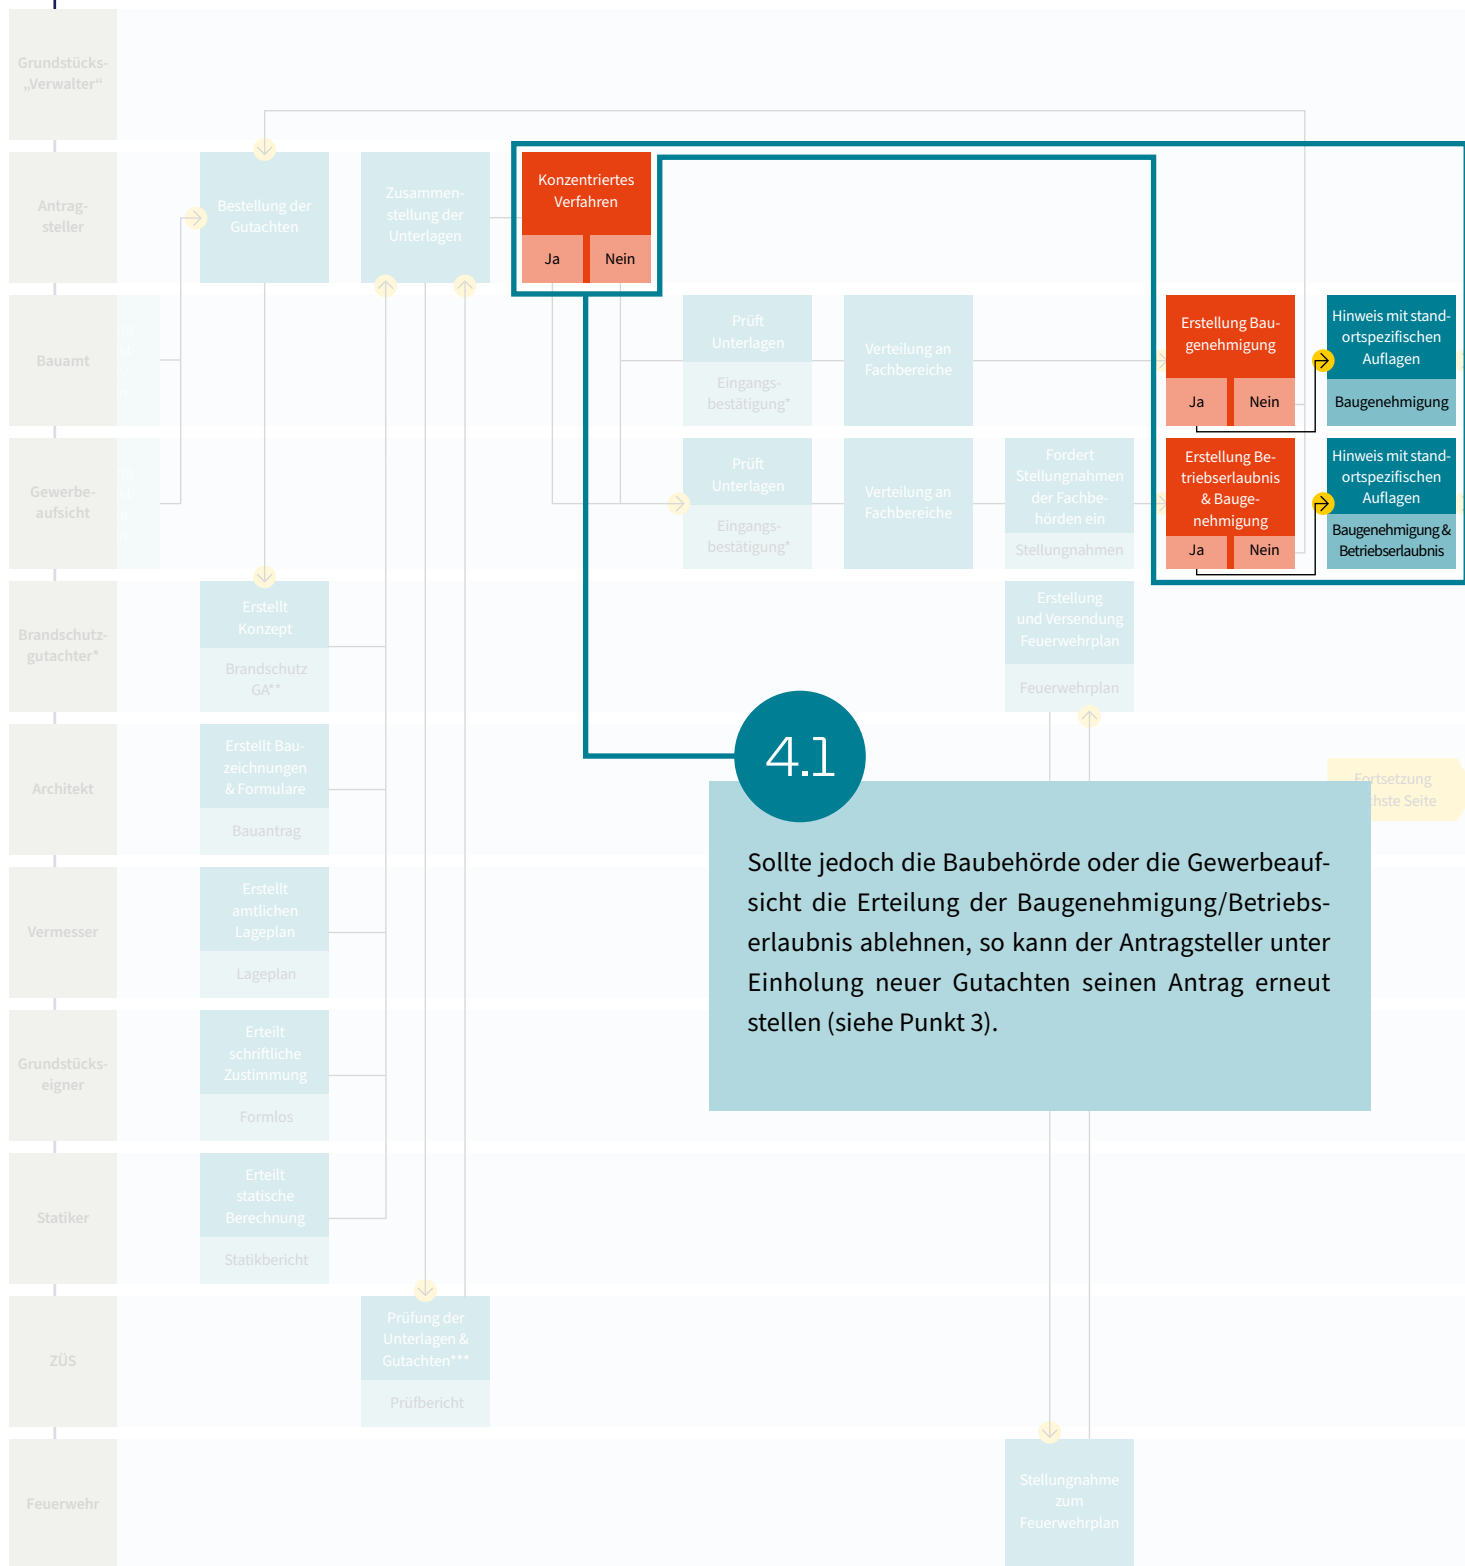 Grundstücks-
„Verwalter“
Antrag-
steller
Bestellung der
Gutachten
Zusammen-
stellung der
Unterlagen
Konzentriertes
Verfahren
Ja
Nein
Bauamt
Prüft
Unterlagen
Eingangs-
bestätigung*
Verteilung an
Fachbereiche
Erstellung Bau-
genehmigung
Ja
Nein
Hinweis mit stand-
ortspezifischen
Auflagen
Baugenehmigung
Gewerbe-
aufsicht
Prüft
Unterlagen
Eingangs-
bestätigung*
Verteilung an
Fachbereiche
Fordert
Stellungnahmen
der Fachbe-
hörden ein
Stellungnahmen
Erstellung Be-
triebserlaubnis
& Bauge-
nehmigung
Ja
Nein
Hinweis mit stand-
ortspezifischen
Auflagen
Baugenehmigung &
Betriebserlaubnis
Brandschutz-
gutachter*
Erstellt
Konzept
Brandschutz
GA**
Erstellung
und Versendung
Feuerwehrplan
Feuerwehrplan
Architekt
Erstellt Bau-
zeichnungen
& Formulare
Bauantrag
Fortsetzung
chste Seite
4.1
Sollte jedoch die Baubehörde oder die Gewerbeauf-
sicht die Erteilung der Baugenehmigung/Betriebs-
erlaubnis ablehnen, so kann der Antragsteller unter
Einholung neuer Gutachten seinen Antrag erneut
stellen (siehe Punkt 3).
Vermesser
Erstellt
amtlichen
Lageplan
Lageplan
Grundstücks-
eigner
Erteilt
schriftliche
Zustimmung
Formlos
Statiker
Erteilt
statische
Berechnung
Statikbericht
ZÜS
Prüfung der
Unterlagen &
Gutachten***
Prüfbericht
Feuerwehr
Stellungnahme
zum
Feuerwehrplan